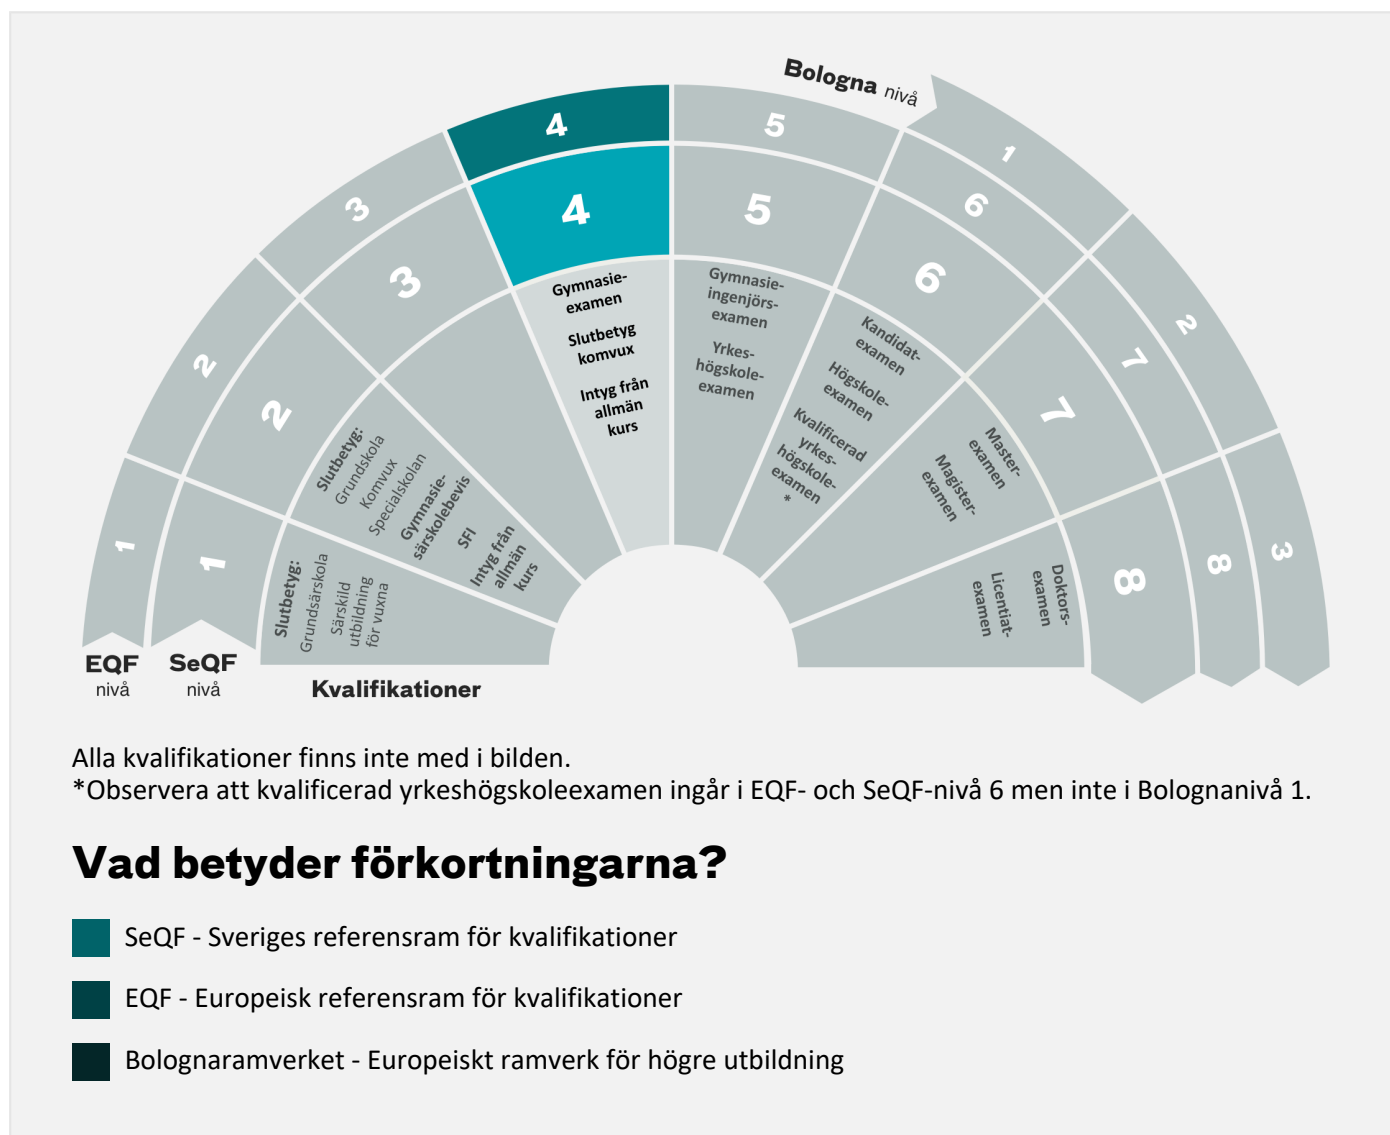 Bologna nivå
1
2
3
1
2
3
4
5
6
7
8
1
2
3
4
5
6
7
8
Slutbetyg:
Grundsärskola
Särskild
utbildning
för vuxna
Slutbetyg:
Grundskola
Komvux
Specialskolan
Gymnasie-
särskolebevis
SFI
Intyg från
allmän
kurs
Gymnasie-
examen
Slutbetyg
komvux
Intyg från
allmän
kurs
Gymnasie-
ingenjörs-
examen
Yrkes-
högskole-
examen
Kandidat-
examen
Högskole-
examen
Kvalificerad
yrkes-
högskole-
examen
*
Master-
examen
Magister-
examen
Doktors-
examen
Licentiat-
examen
EQF
nivå
SeQF
nivå
Kvalifikationer
Alla kvalifikationer finns inte med i bilden.
*Observera att kvalificerad yrkeshögskoleexamen ingår i EQF- och SeQF-nivå 6 men inte i Bolognanivå 1.
Vad betyder förkortningarna?
SeQF - Sveriges referensram för kvalifikationer
EQF - Europeisk referensram för kvalifikationer
Bolognaramverket - Europeiskt ramverk för högre utbildning